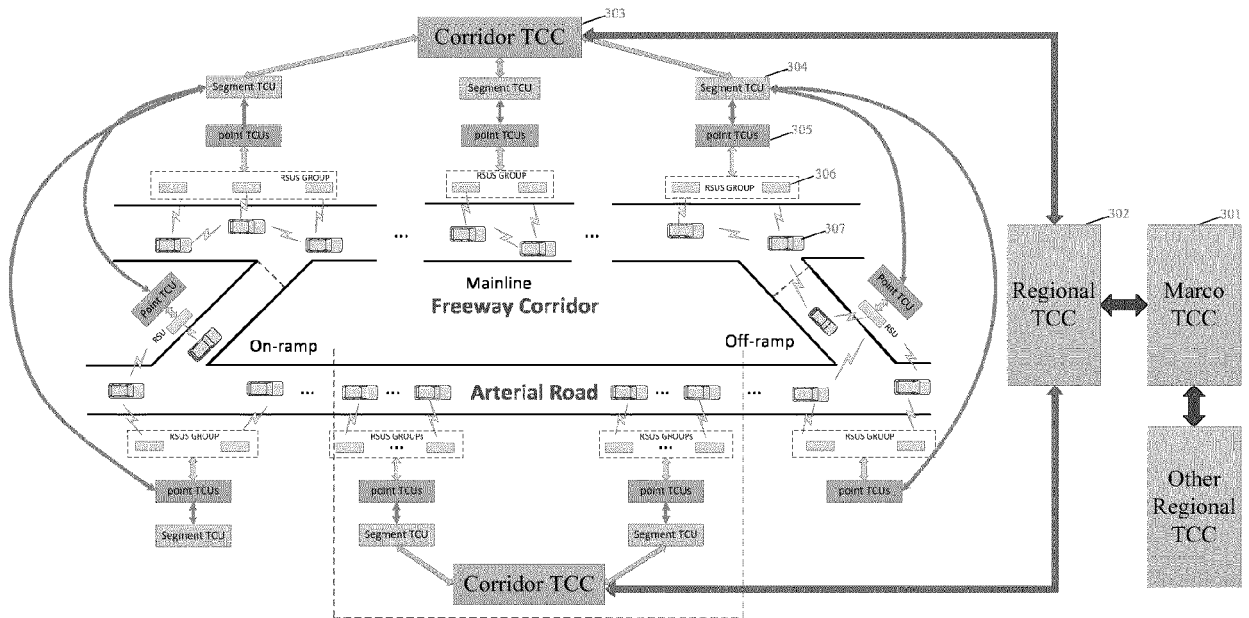 303
Corridor TCC
Segment TCU
Segment TCU
Segment TCU
304
point TCUs
point TCUs
point TCUs
305
RSUS GROUP
RSUS GROUP
RSUS GROUP
306
...
...
307
302
301
Point TCU
RSU
Mainline
Freeway Corridor
Point TCU
RSU
Regional
TCC
Marco
TCC
On-ramp
Off-ramp
...
...
Arterial Road
...
...
RSUS GROUP
RSUS GROUPs
...
RSUS GROUPs
...
RSUS GROUP
point TCUs
point TCUs
point TCUs
point TCUs
Segment TCU
Segment TCU
Segment TCU
Other
Regional
TCC
Corridor TCC